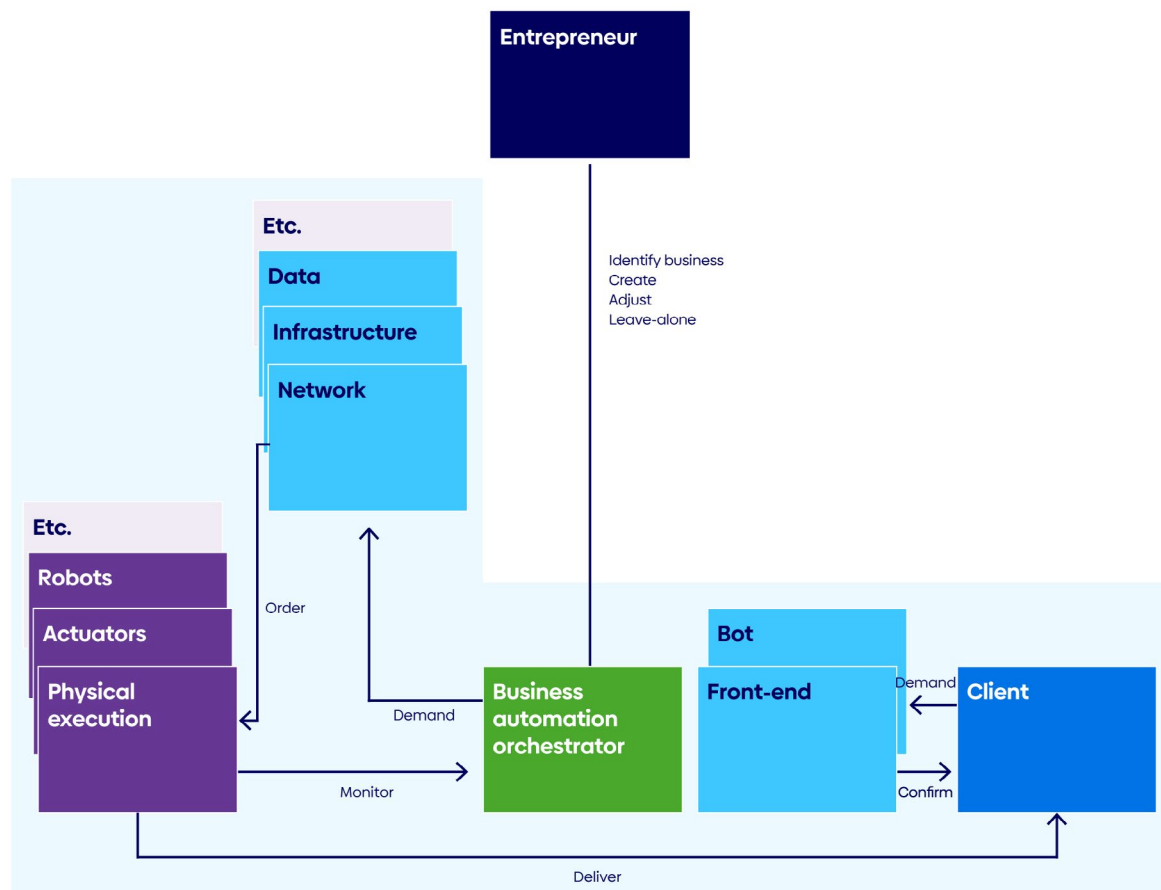 Entrepreneur
Identify business
Create
Adjust
Leave-alone
Etc.
Data
Infrastructure
Network
Order
Demand
Etc.
Robots
Actuators
Physical
execution
Monitor
Business
automation
orchestrator
Bot
Front-end
Demand
Confirm
Client
Deliver